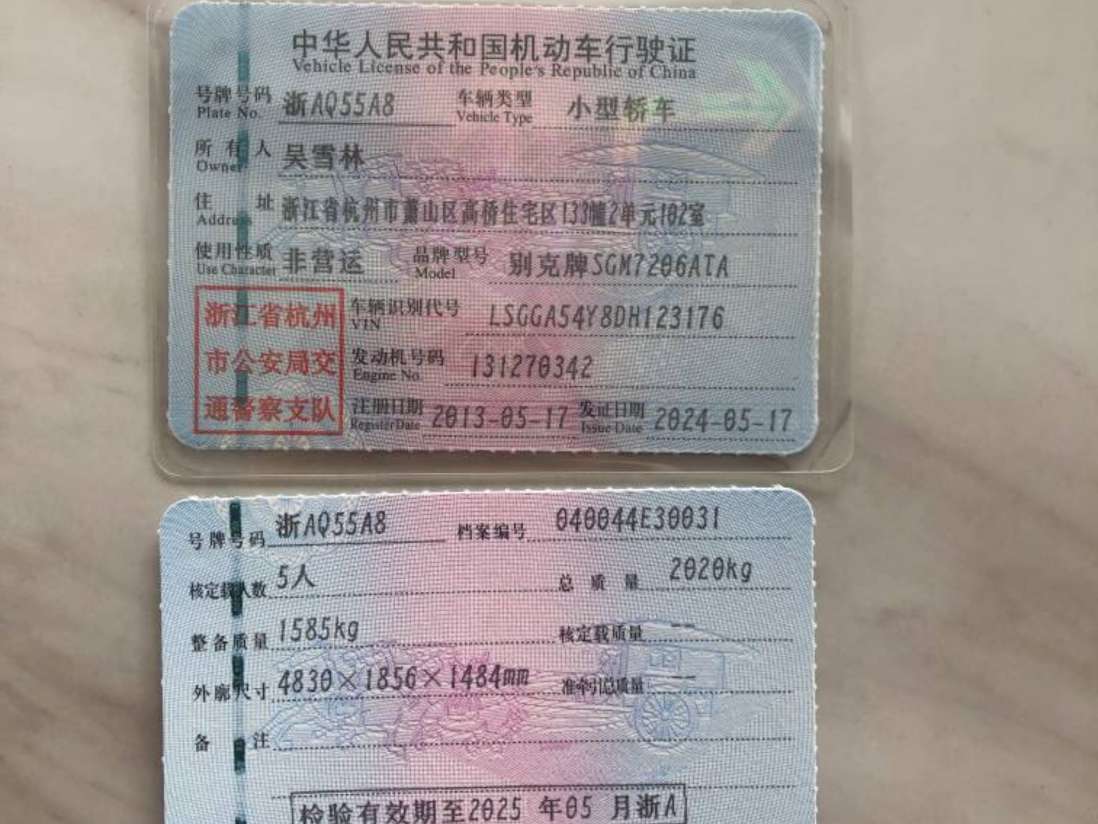 中华人民共和国机动车行驶证
Vehicle License of the People's Republic of China
号牌号码 浙AQ55A8 车辆类型 小型轿车
Plate No. Vehicle Type
所有人 吴雪林
Owner
住址 浙江省杭州市萧山区高桥住宅区133幢2单元102室
Address
使用性质 非营运 品牌型号 别克牌SGM7206ATA
Use Character Model
浙江省杭州 车辆识别代号 LSGGA54Y8DH123176
VIN
市公安局交 发动机号码 131270342
Engine No.
通警察支队 注册日期 2013-05-17 发证日期 2024-05-17
Register Date Issue Date
号牌号码 浙AQ55A8 档案编号 040044E30031
核定载人数 5人 总质量 2020kg
整备质量 1585kg 核定载质量 --
外廓尺寸 4830×1856×1484mm 准牵引总质量 --
备注
检验有效期至2025 年05 月浙A